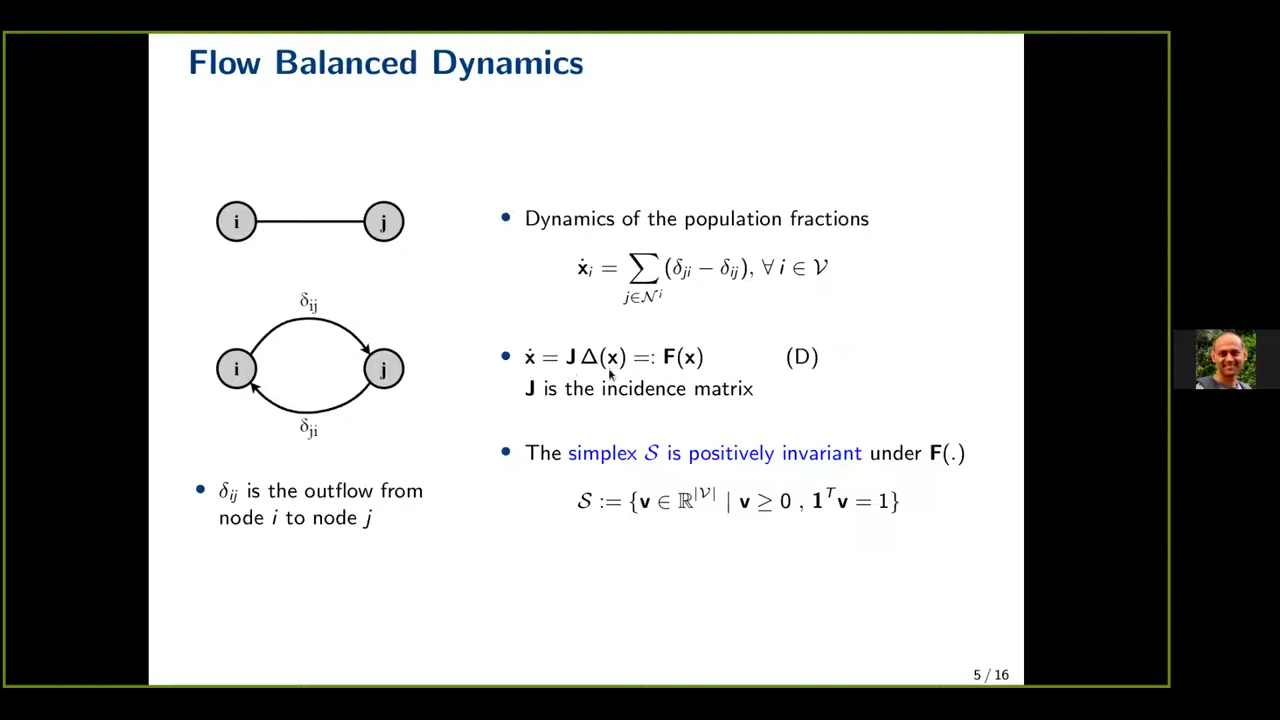 Flow Balanced Dynamics
i j
δij
i j
δji
• δij is the outflow from
node i to node j
• Dynamics of the population fractions
ẋi = ∑j∈𝒩^i (δji − δij), ∀ i ∈ 𝒱
• ẋ = J Δ(x) =: F(x) (D)
J is the incidence matrix
• The simplex 𝒮 is positively invariant under F(.)
𝒮 := {v ∈ ℝ^|𝒱| | v ≥ 0 , 1^T v = 1}
5 / 16